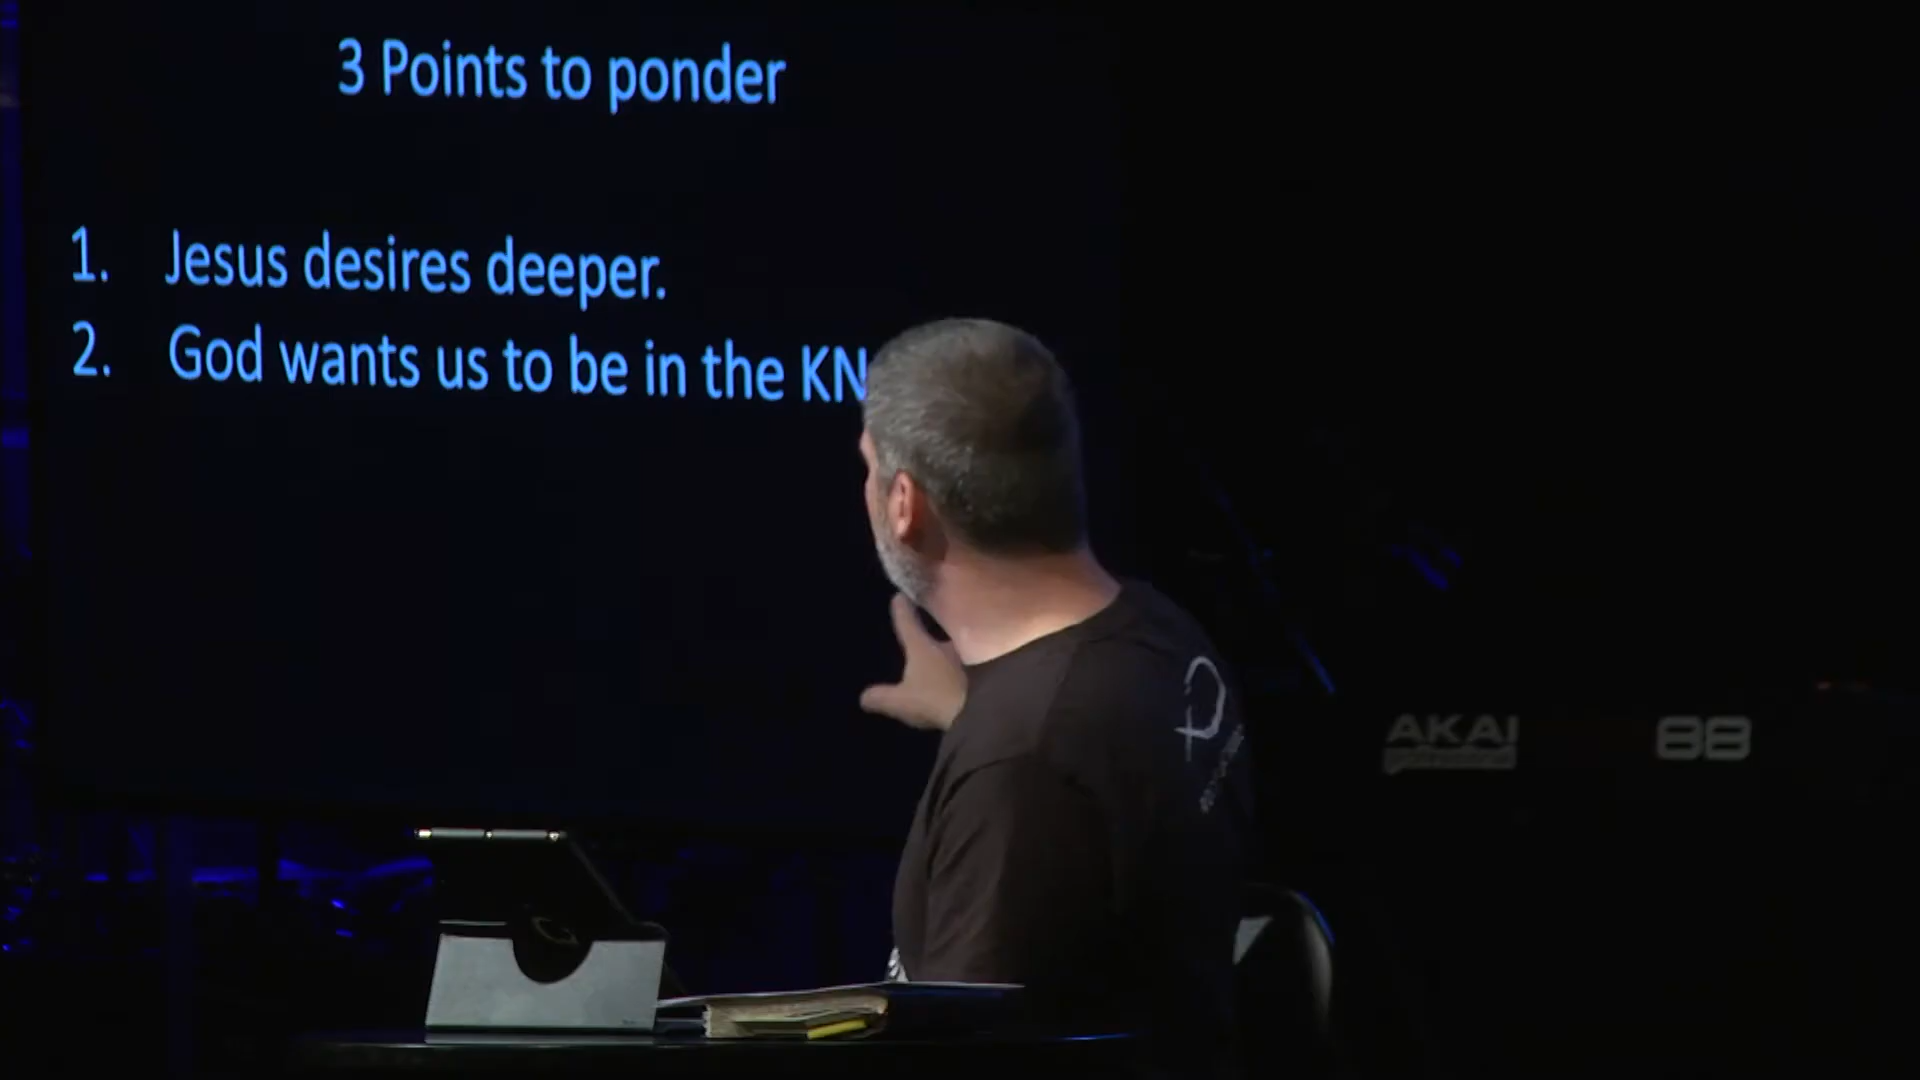 3 Points to ponder
1. Jesus desires deeper.
2. God wants us to be in the KN
AKAI
professional
88